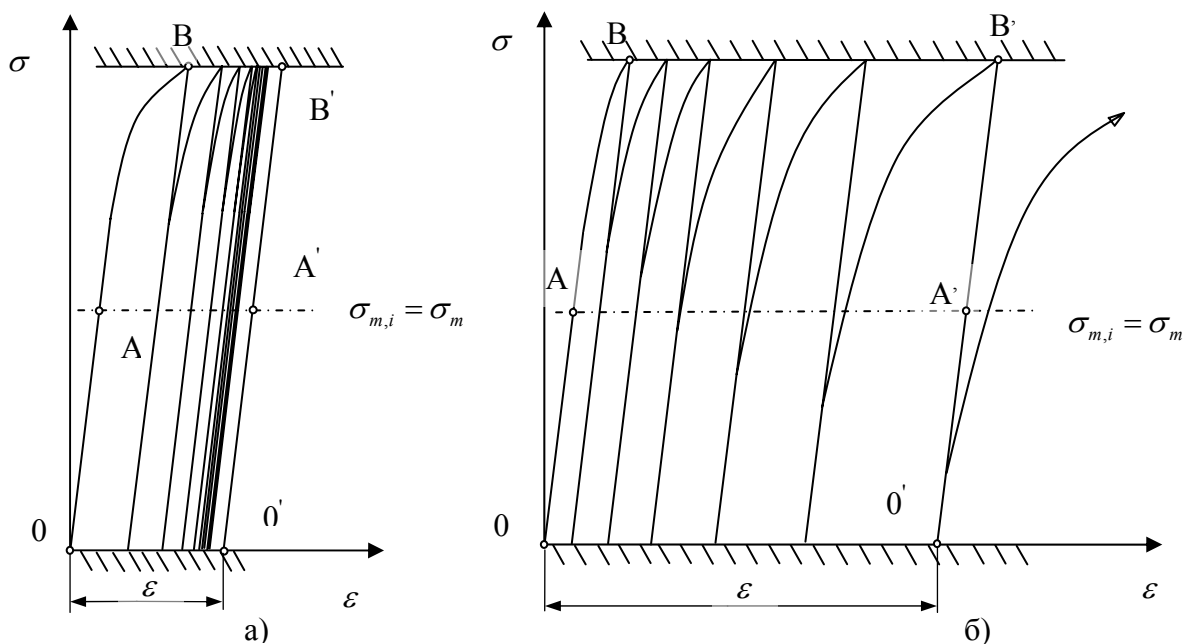 σ
B
B'
A'
A
σ_{m,i} = σ_m
0
0'
ε
ε
а)
σ
B
B'
A
A'
σ_{m,i} = σ_m
0
0'
ε
ε
б)